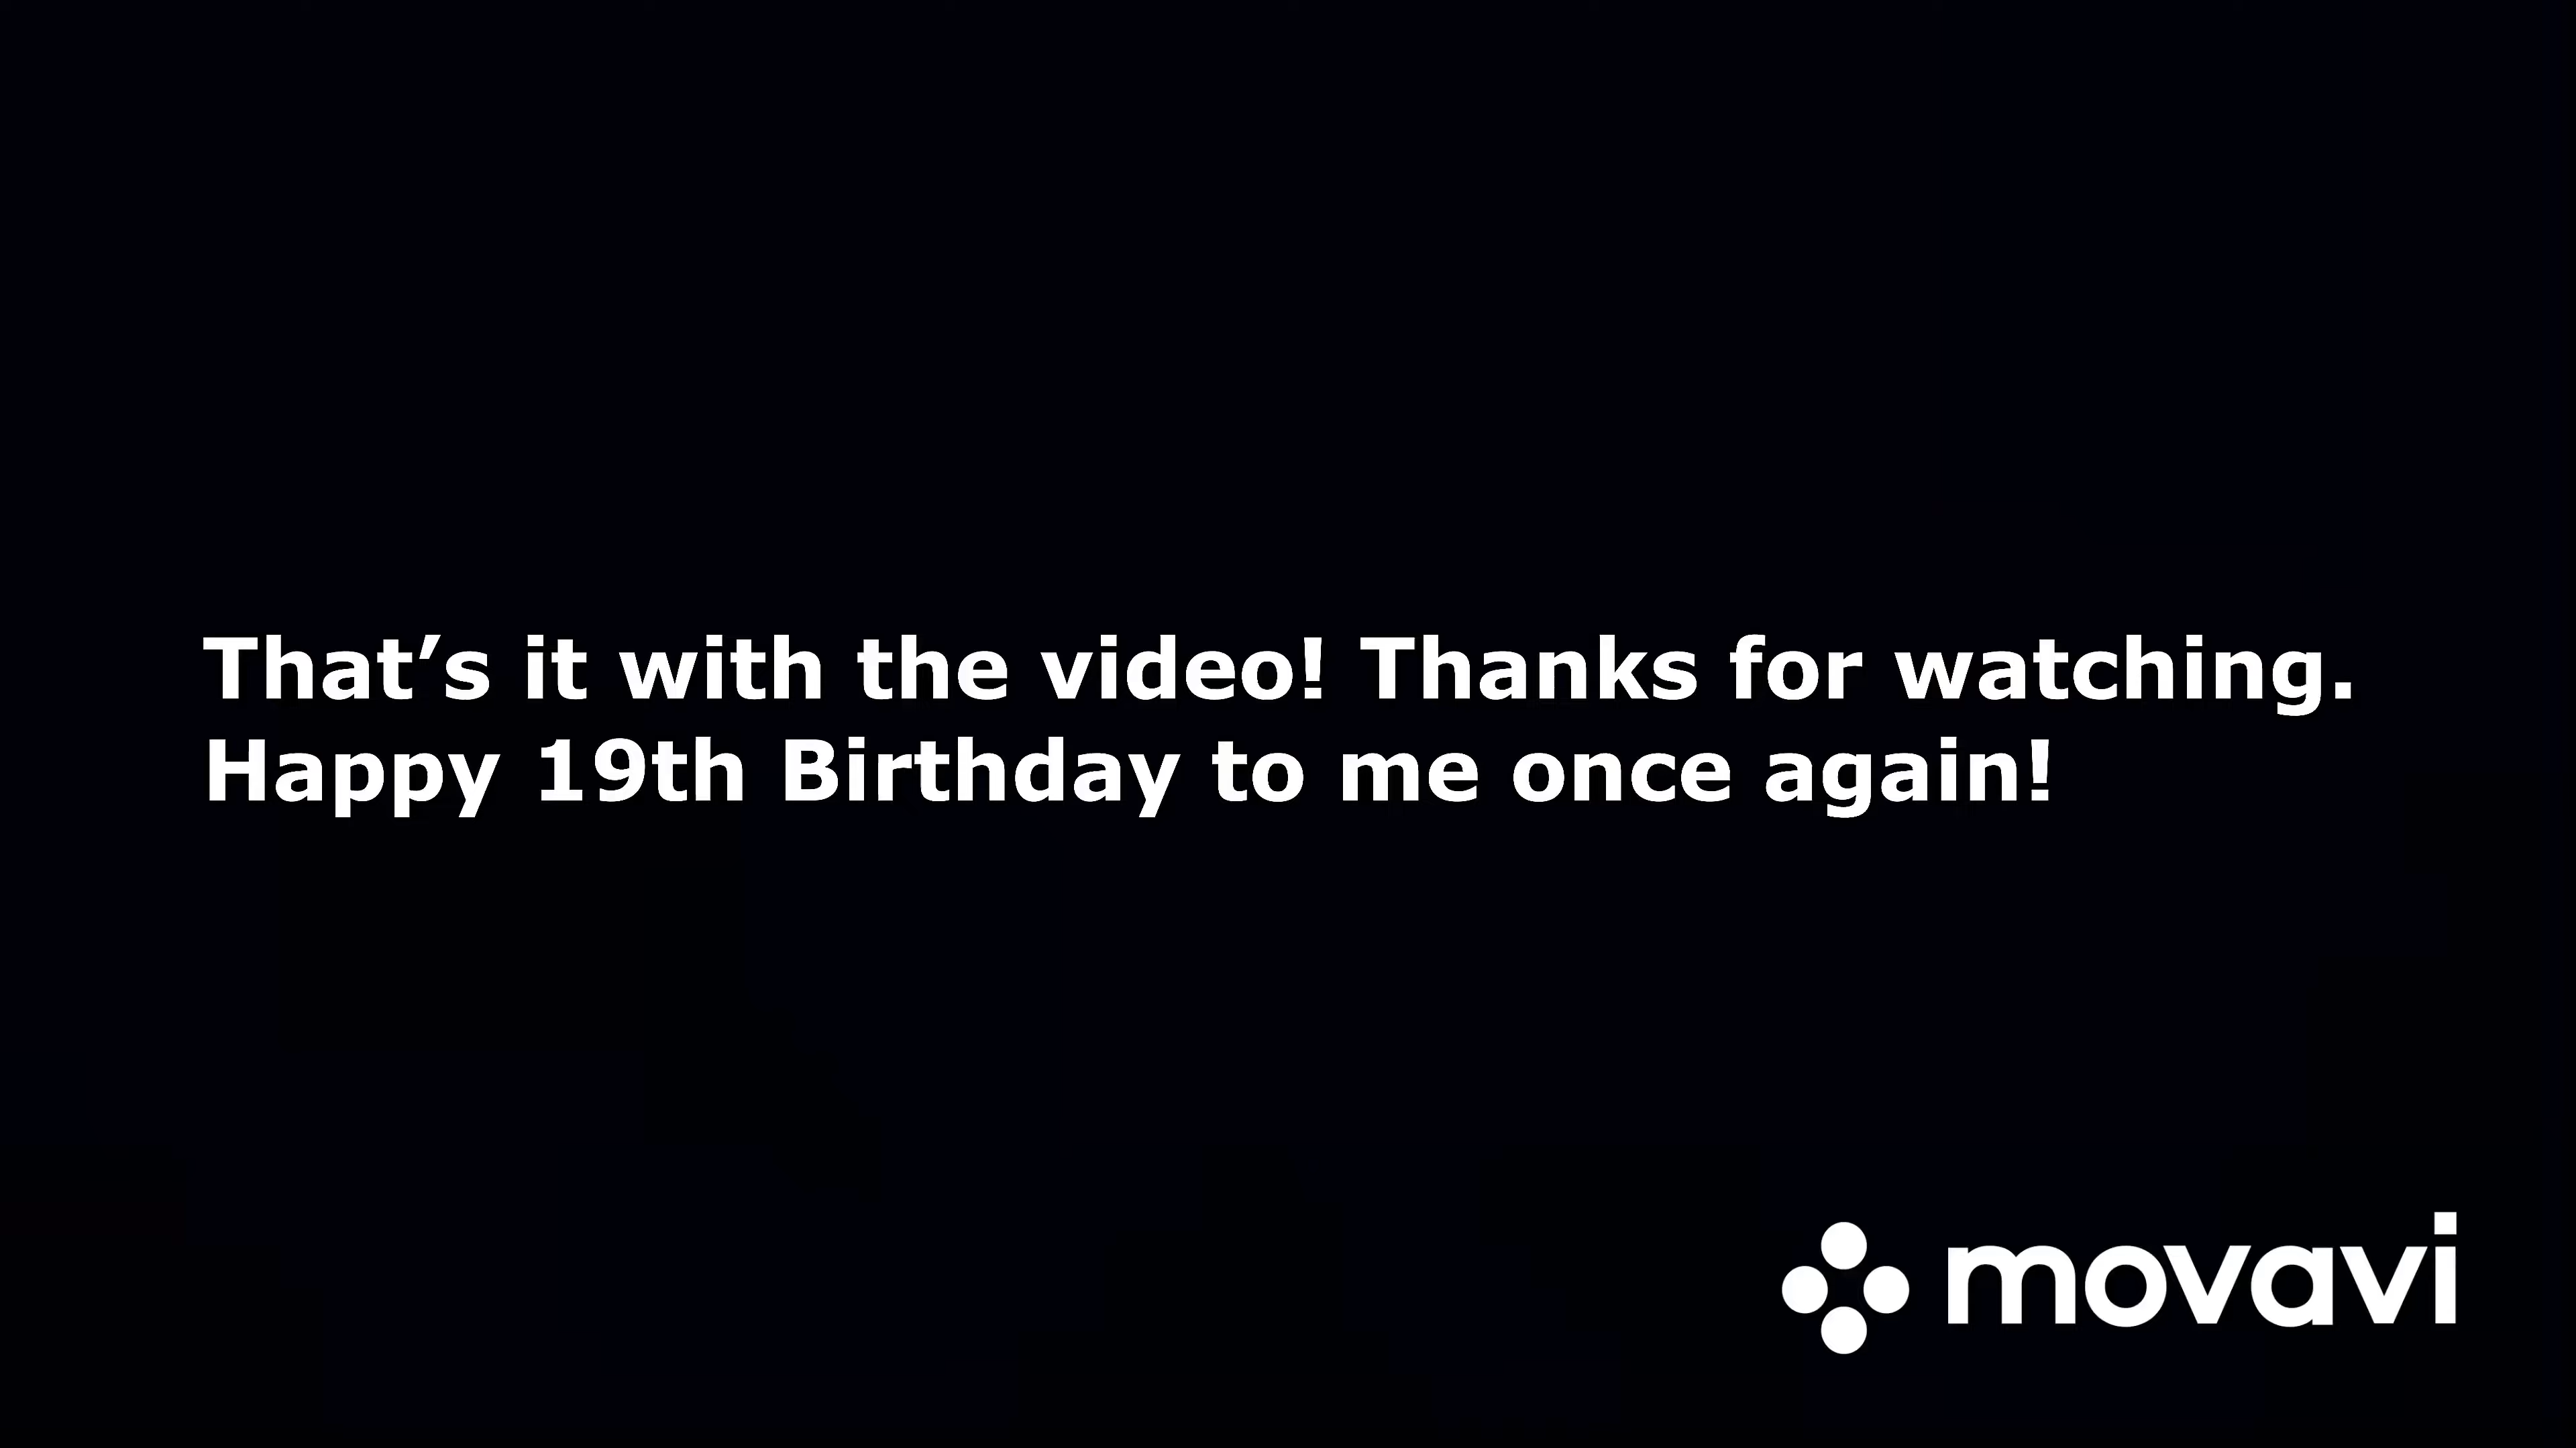 That’s it with the video! Thanks for watching.
Happy 19th Birthday to me once again!
movavi